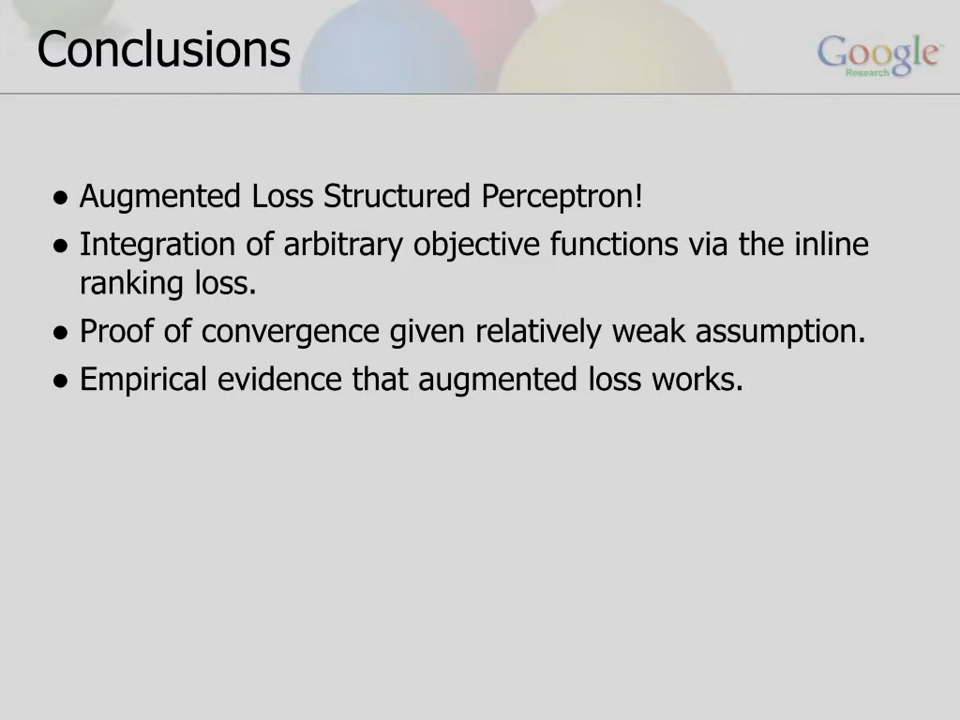 Conclusions
Google
Research
● Augmented Loss Structured Perceptron!
● Integration of arbitrary objective functions via the inline
ranking loss.
● Proof of convergence given relatively weak assumption.
● Empirical evidence that augmented loss works.